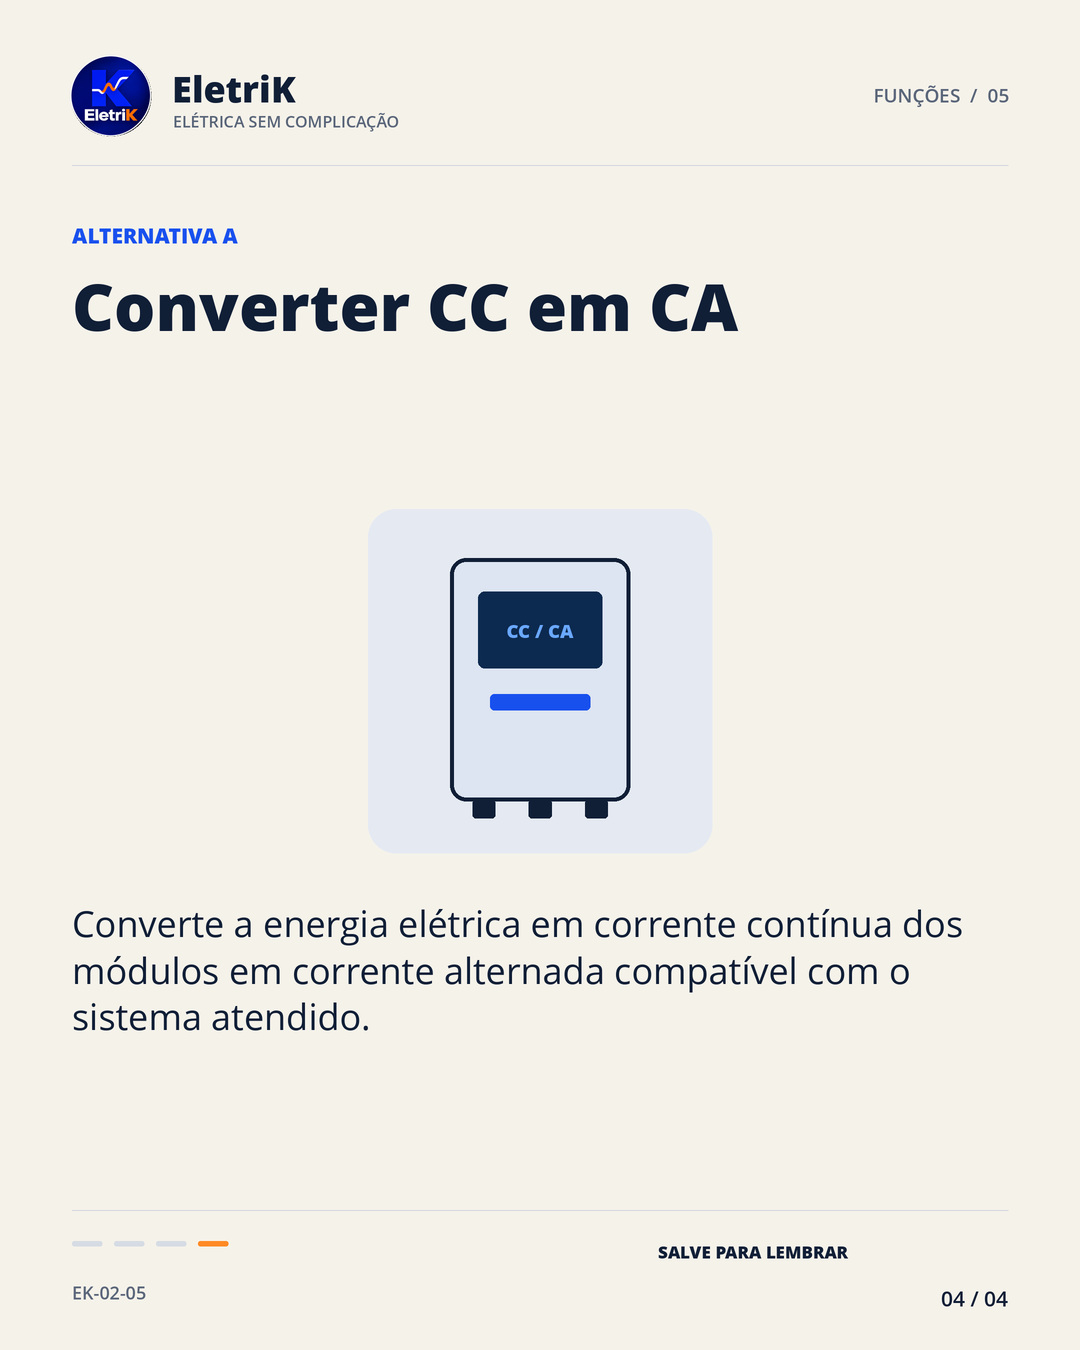 EletriK
EletriK
ELÉTRICA SEM COMPLICAÇÃO
FUNÇÕES / 05
ALTERNATIVA A
Converter CC em CA
CC / CA
Converte a energia elétrica em corrente contínua dos
módulos em corrente alternada compatível com o
sistema atendido.
SALVE PARA LEMBRAR
EK-02-05
04 / 04